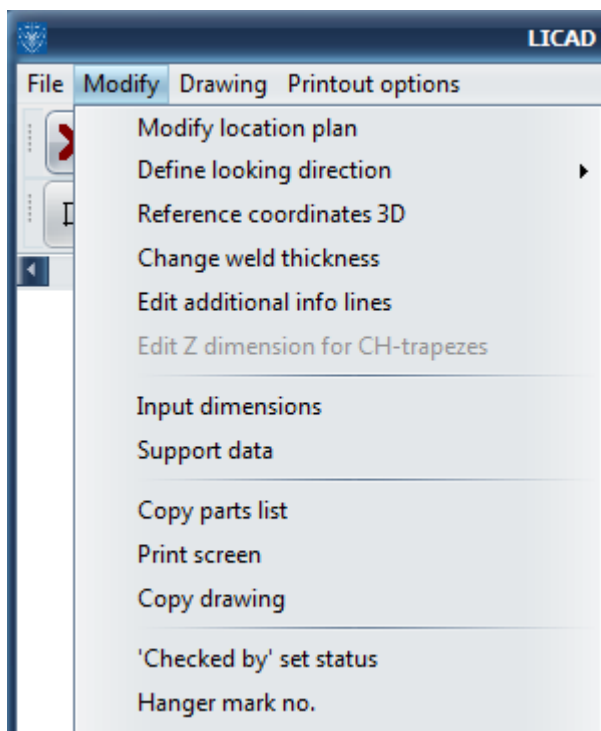 LICAD
File Modify Drawing Printout options
Modify location plan
Define looking direction
Reference coordinates 3D
Change weld thickness
Edit additional info lines
Edit Z dimension for CH-trapezes
Input dimensions
Support data
Copy parts list
Print screen
Copy drawing
'Checked by' set status
Hanger mark no.